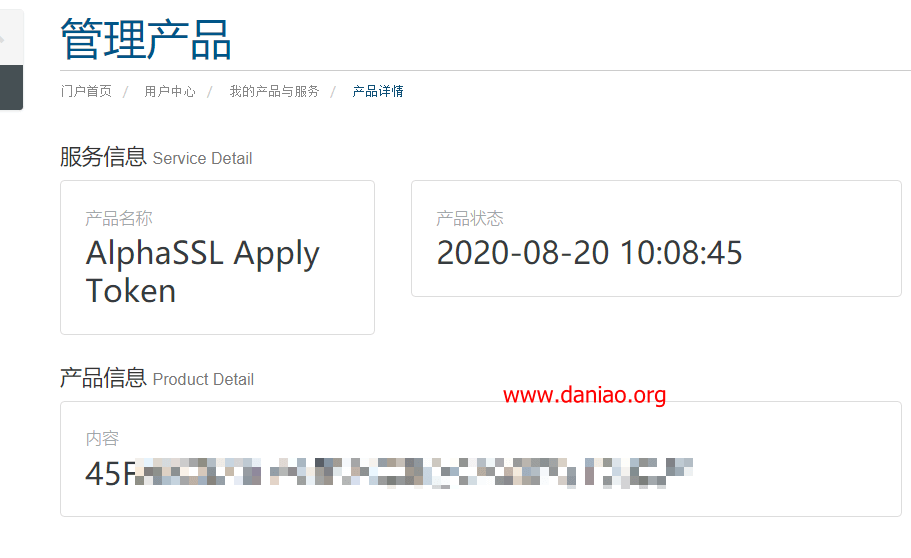 管理产品
门户首页 / 用户中心 / 我的产品与服务 / 产品详情
服务信息 Service Detail
产品名称
AlphaSSL Apply
Token
产品状态
2020-08-20 10:08:45
产品信息 Product Detail
www.daniao.org
内容
45F